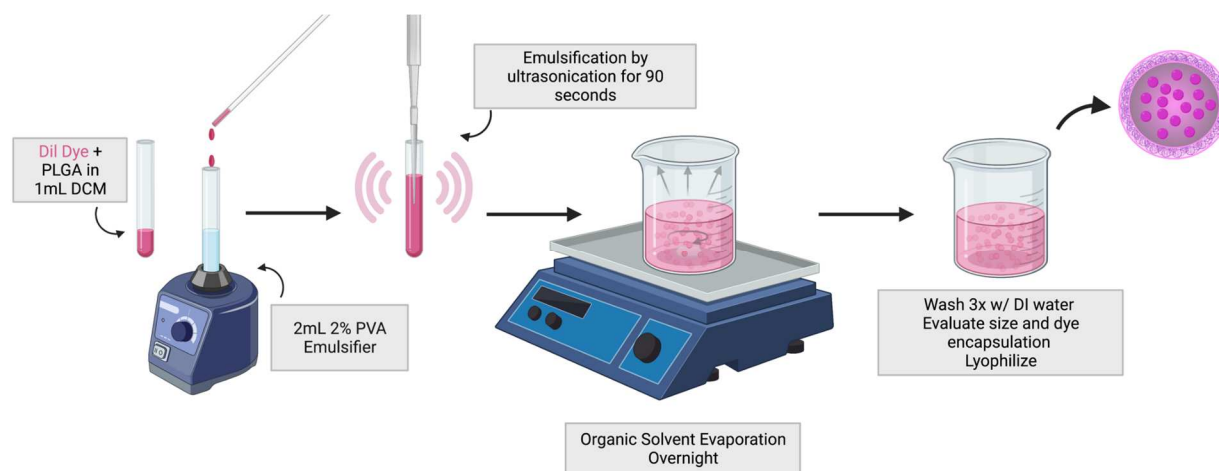 DiI Dye +
PLGA in
1mL DCM
2mL 2% PVA
Emulsifier
Emulsification by
ultrasonication for 90
seconds
Organic Solvent Evaporation
Overnight
Wash 3x w/ DI water
Evaluate size and dye
encapsulation
Lyophilize